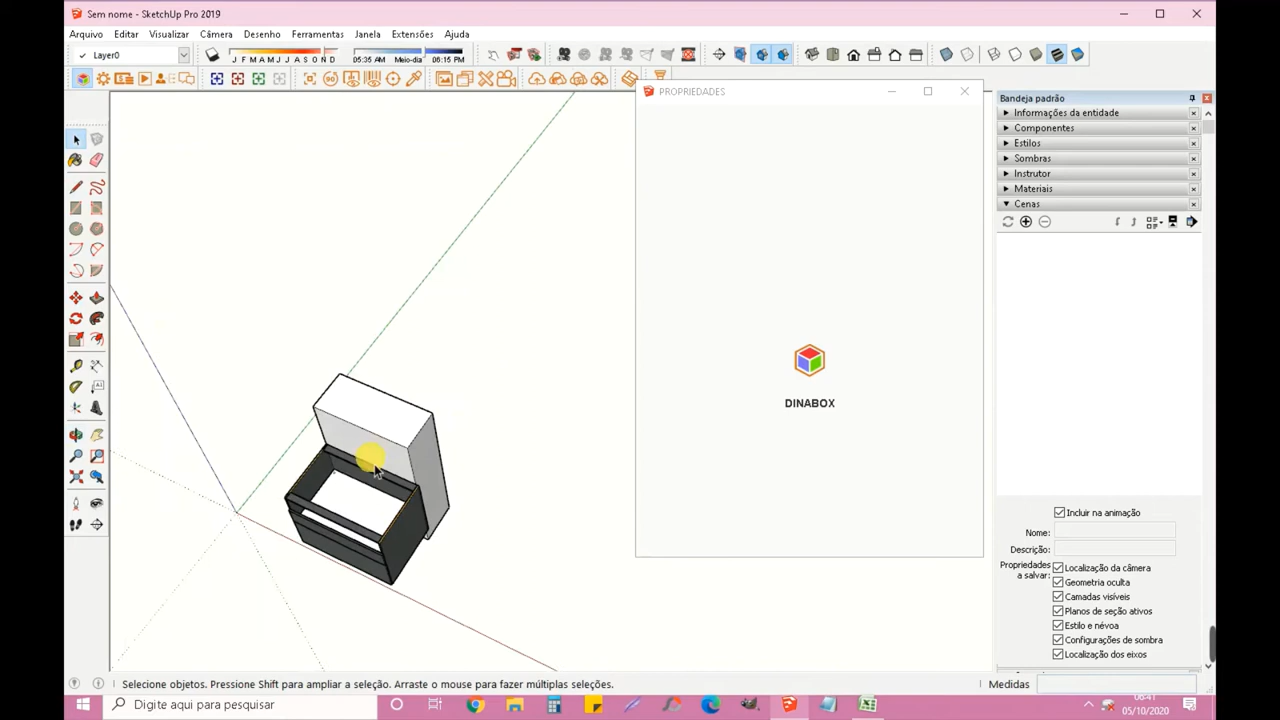 Sem nome - SketchUp Pro 2019
Arquivo Editar Visualizar Câmera Desenho Ferramentas Janela Extensões Ajuda
Layer0
J F M A M J J A S O N D
05:35 AM Meio-dia 06:15 PM
PROPRIEDADES
DINABOX
Bandeja padrão
Informações da entidade
Componentes
Estilos
Sombras
Instrutor
Materiais
Cenas
Incluir na animação
Nome:
Descrição:
Propriedades a salvar:
Localização da câmera
Geometria oculta
Camadas visíveis
Planos de seção ativos
Estilo e névoa
Configurações de sombra
Localização dos eixos
Selecione objetos. Pressione Shift para ampliar a seleção. Arraste o mouse para fazer múltiplas seleções.
Medidas
Digite aqui para pesquisar
06:41
05/10/2020